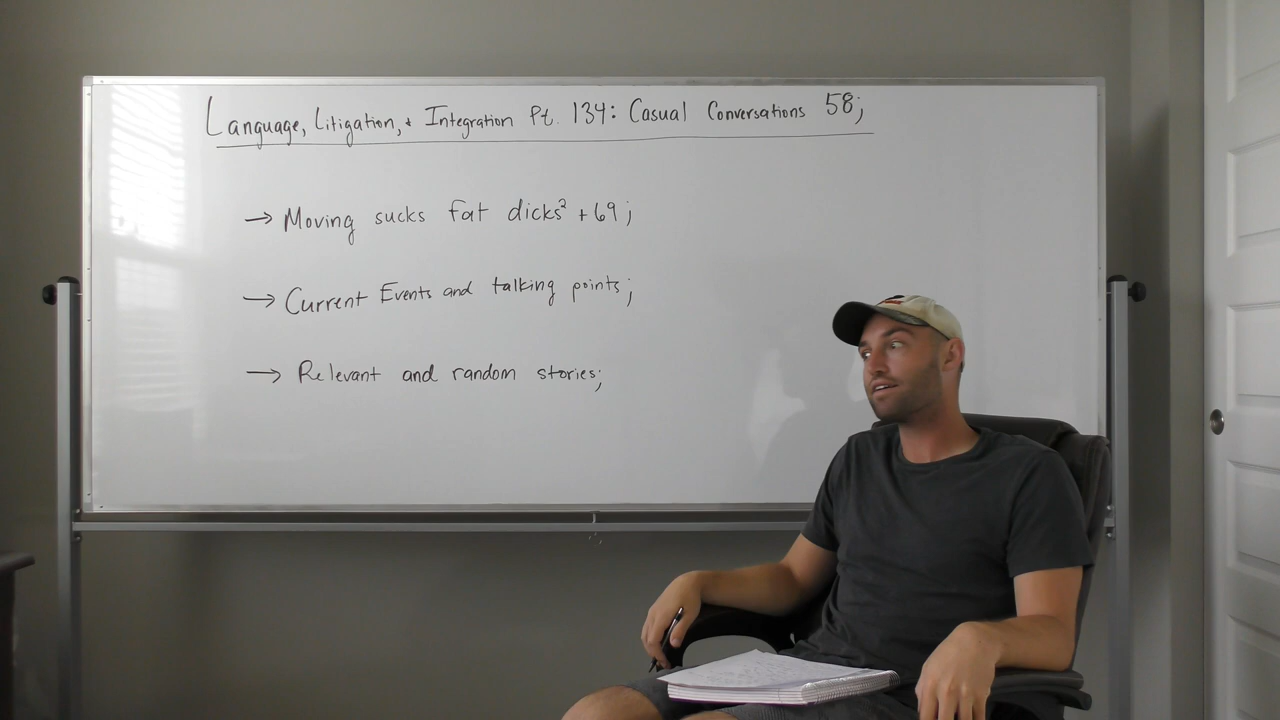 Language, Litigation, + Integration Pt. 134: Casual Conversations 58;
→ Moving sucks fat dicks² + 69;
→ Current Events and talking points;
→ Relevant and random stories;